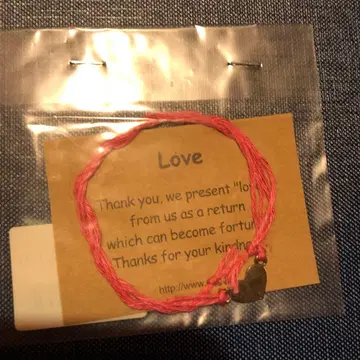 Love
Thank you, we present "lo
from us as a return
which can become fortun
Thanks for your kindne
http://www.